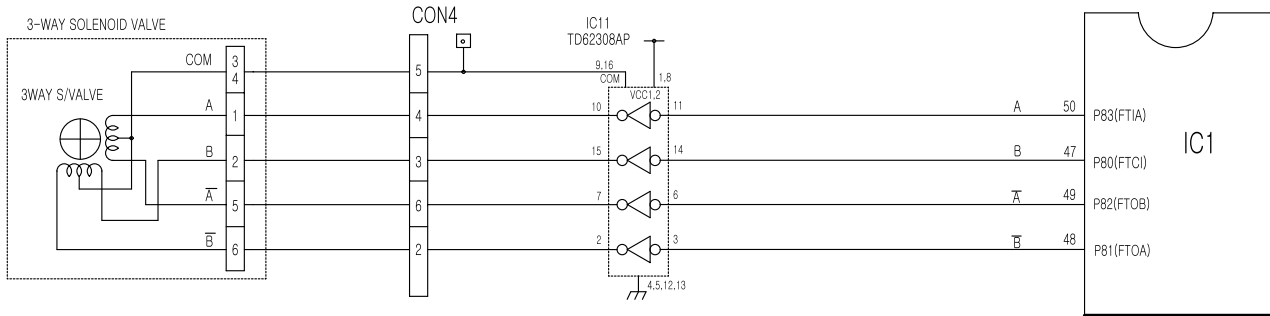 3-WAY SOLENOID VALVE
CON4
IC11
TD62308AP
COM
3
4
5
9,16
COM
1,8
VCC1,2
3WAY S/VALVE
A
1
4
10
11
A
50
P83(FTIA)
IC1
B
2
3
15
14
B
47
P80(FTCI)
A̅
5
6
7
6
A̅
49
P82(FTOB)
B̅
6
2
2
3
B̅
48
P81(FTOA)
4,5,12,13